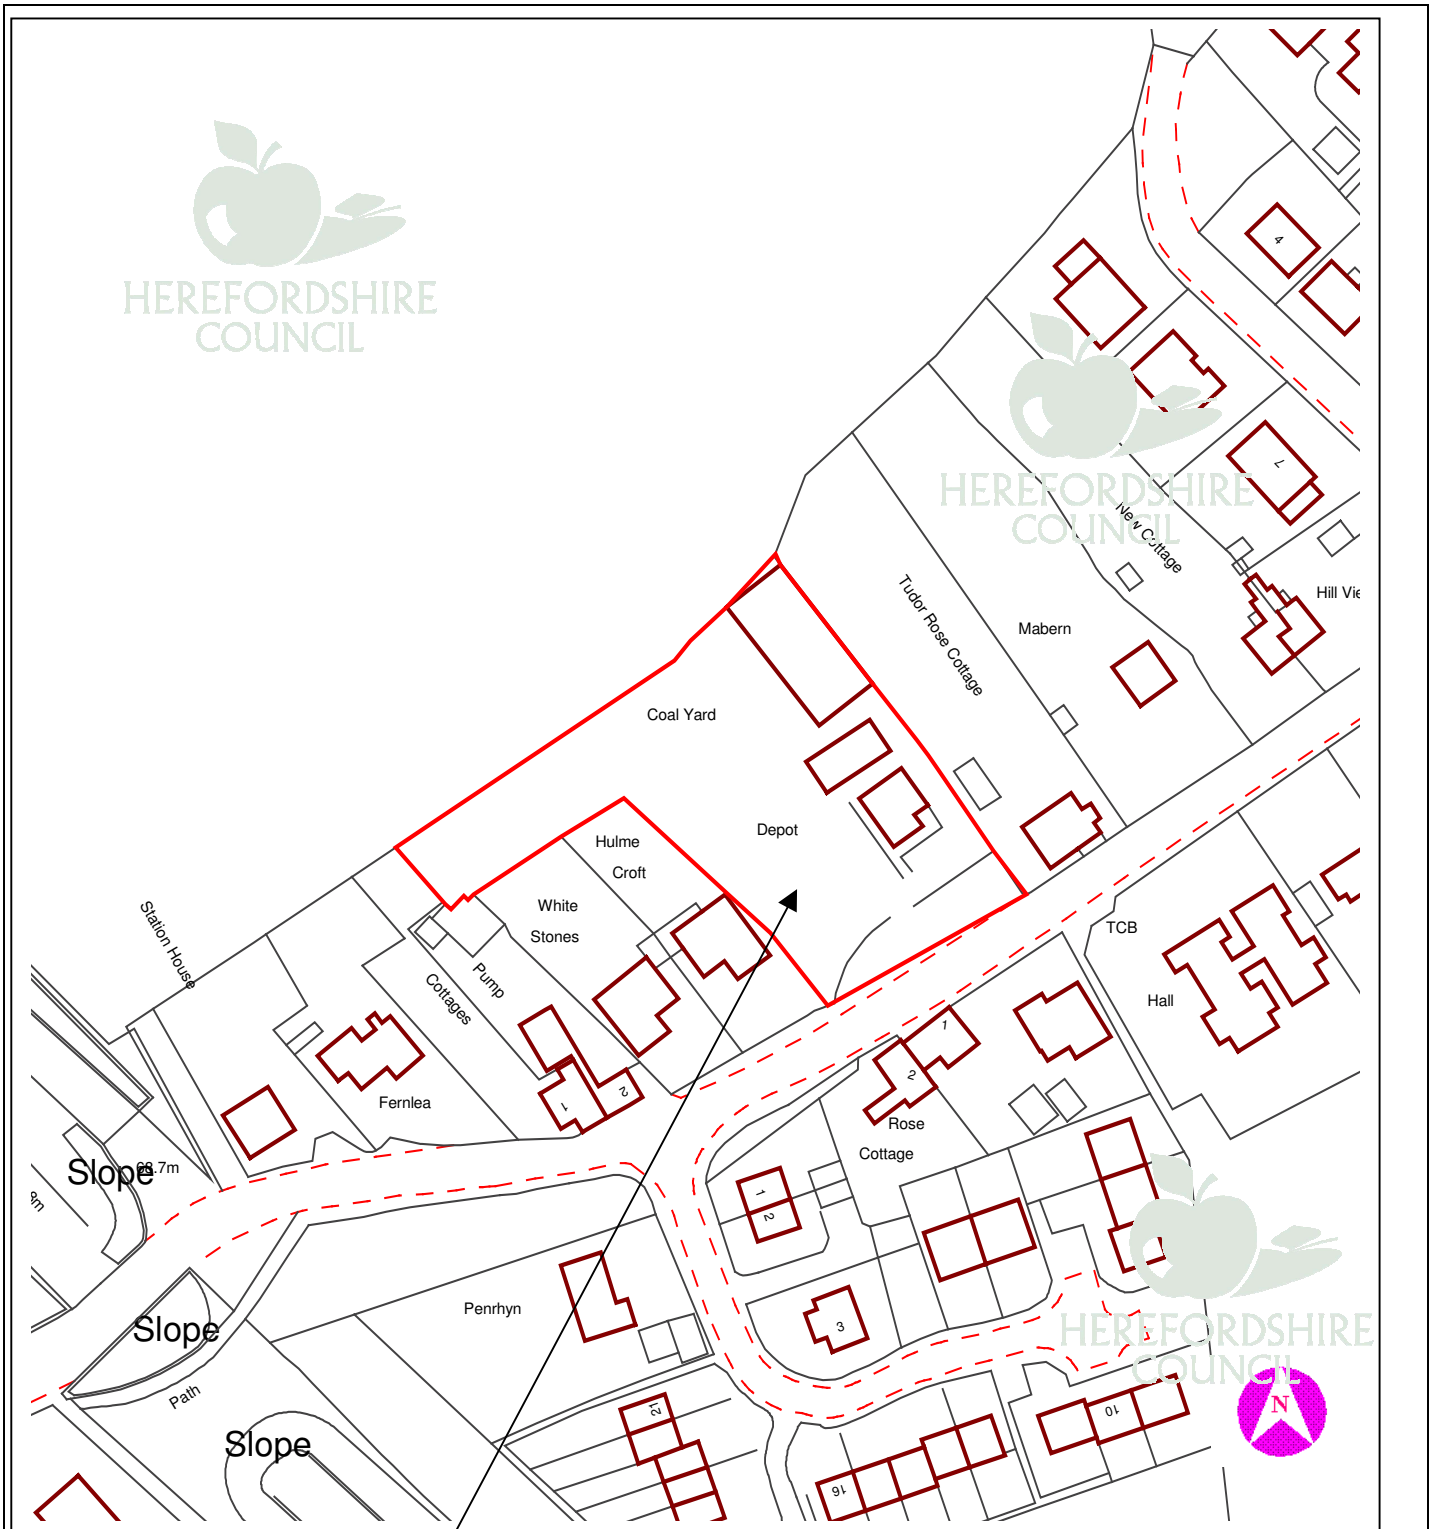 HEREFORDSHIRE
COUNCIL
4
HEREFORDSHIRE
COUNCIL
7
New Cottage
Hill Vie
Tudor Rose Cottage
Mabern
Coal Yard
Depot
Hulme
Croft
White
Stones
Station House
Pump
Cottages
TCB
Hall
1
2
1
2
Fernlea
Rose
Cottage
Slope
68.7m
1
2
Penrhyn
3
Slope
HEREFORDSHIRE
COUNCIL
N
Path
21
10
Slope
16